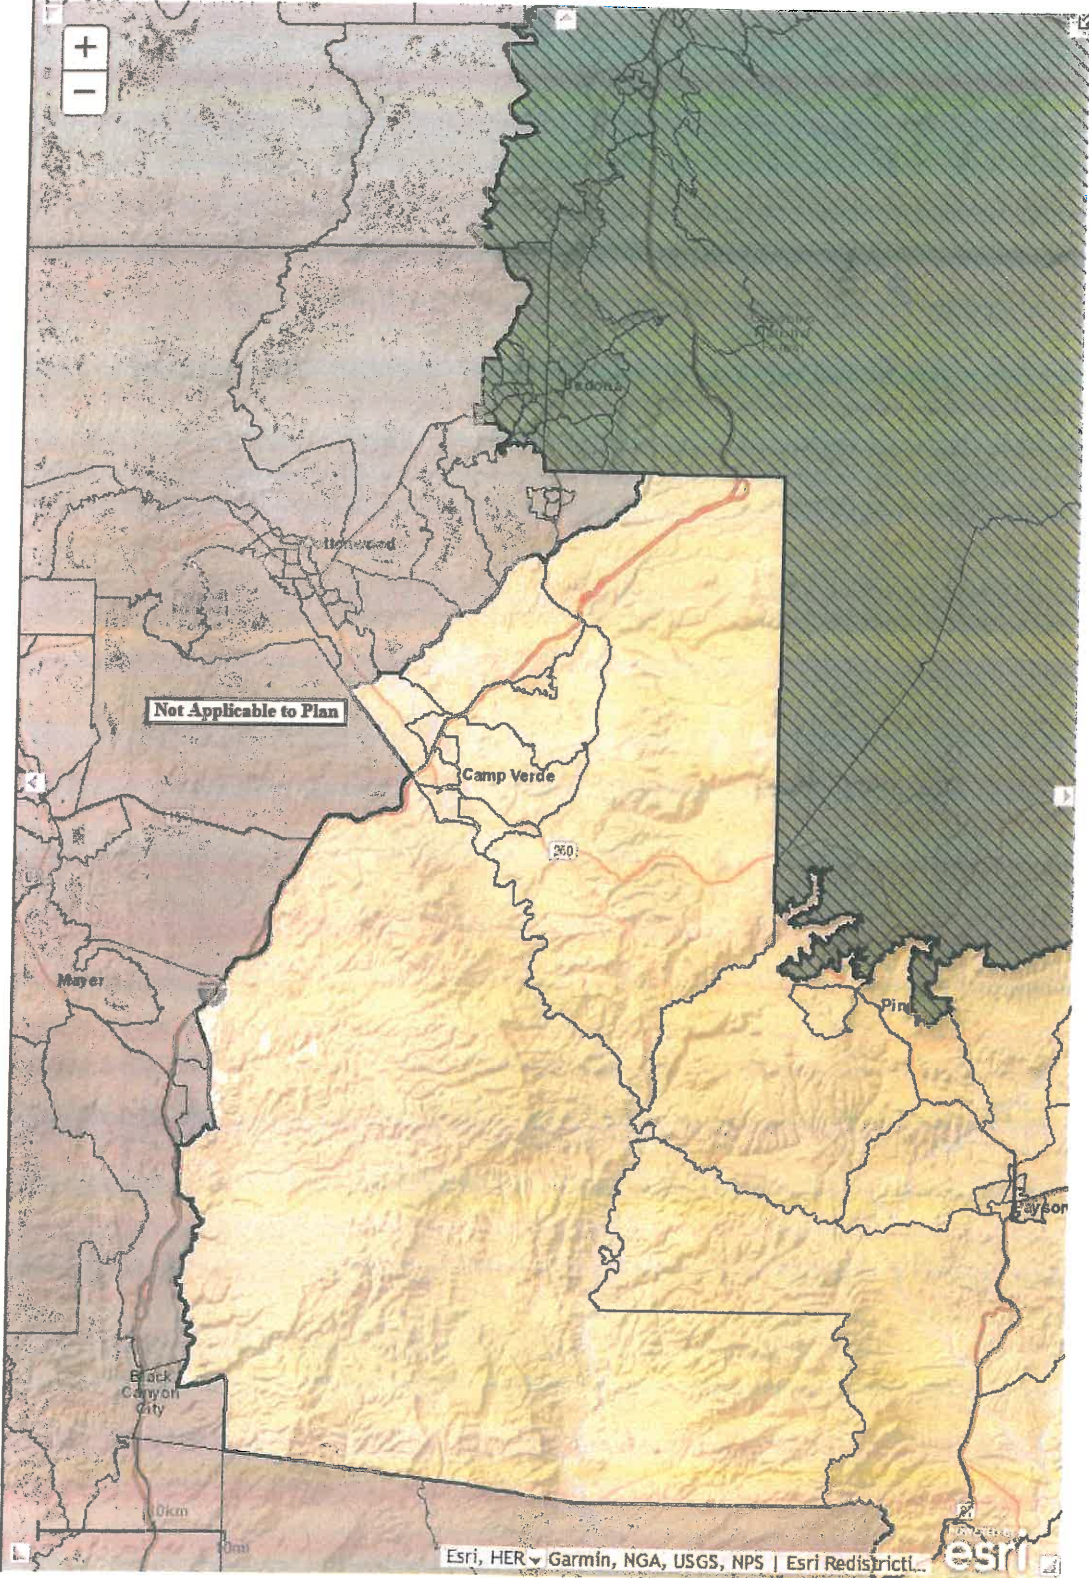 +
−
Sedona
Cottonwood
Not Applicable to Plan
Camp Verde
260
Mayer
Payson
Black
Canyon
City
10km
10mi
esri
Esri, HER Garmin, NGA, USGS, NPS | Esri Redistricti...